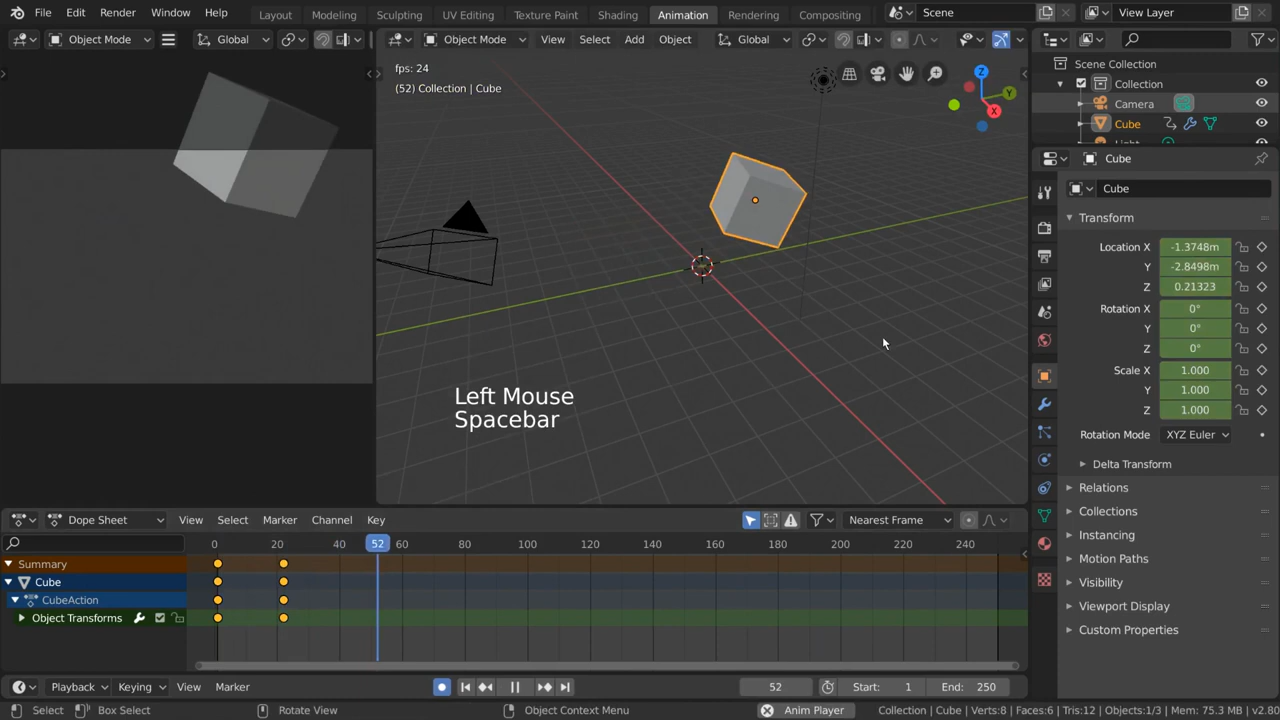 File Edit Render Window Help Layout Modeling Sculpting UV Editing Texture Paint Shading Animation Rendering Compositing Scene View Layer
Object Mode Global Object Mode View Select Add Object Global
fps: 24
(52) Collection | Cube
Z
Y
X
Left Mouse
Spacebar
Scene Collection
Collection
Camera
Cube
Light
Cube
Cube
Transform
Location X -1.3748m
Y -2.8498m
Z 0.21323
Rotation X 0°
Y 0°
Z 0°
Scale X 1.000
Y 1.000
Z 1.000
Rotation Mode XYZ Euler
Delta Transform
Relations
Collections
Instancing
Motion Paths
Visibility
Viewport Display
Custom Properties
Dope Sheet View Select Marker Channel Key Nearest Frame
0 20 40 52 60 80 100 120 140 160 180 200 220 240
Summary
Cube
CubeAction
Object Transforms
Playback Keying View Marker 52 Start: 1 End: 250
Select Box Select Rotate View Object Context Menu Anim Player Collection | Cube | Verts:8 | Faces:6 | Tris:12 | Objects:1/3 | Mem: 75.3 MB | v2.80